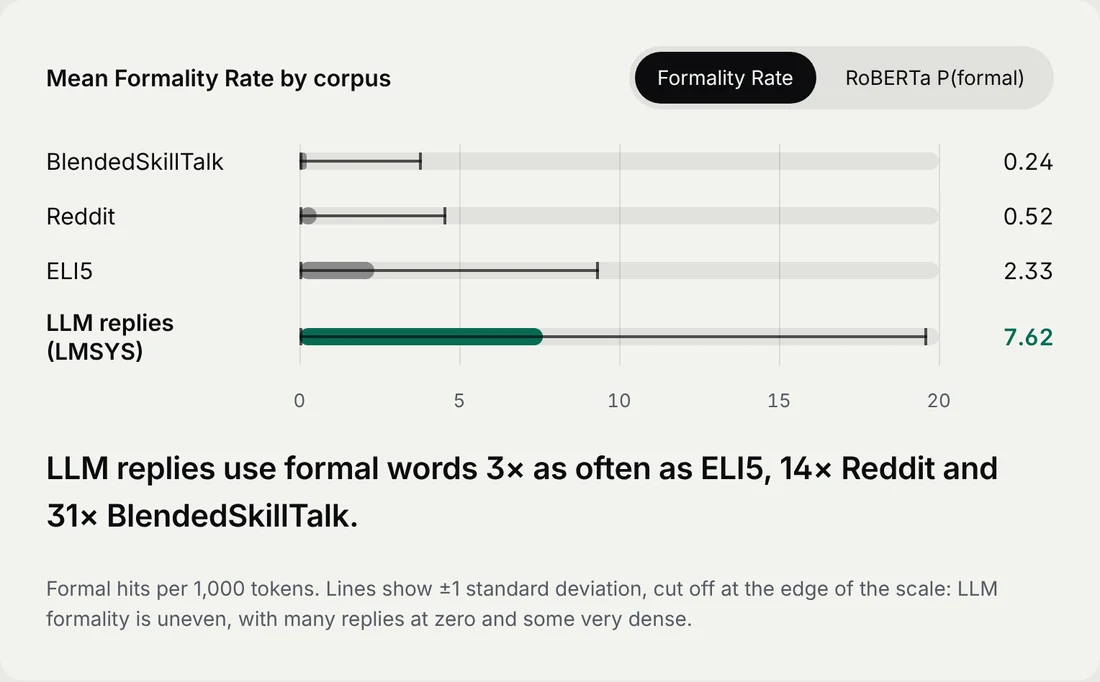 Mean Formality Rate by corpus
Formality Rate
RoBERTa P(formal)
BlendedSkillTalk
0.24
Reddit
0.52
ELI5
2.33
LLM replies
(LMSYS)
7.62
0 5 10 15 20
LLM replies use formal words 3× as often as ELI5, 14× Reddit and
31× BlendedSkillTalk.
Formal hits per 1,000 tokens. Lines show ±1 standard deviation, cut off at the edge of the scale: LLM
formality is uneven, with many replies at zero and some very dense.